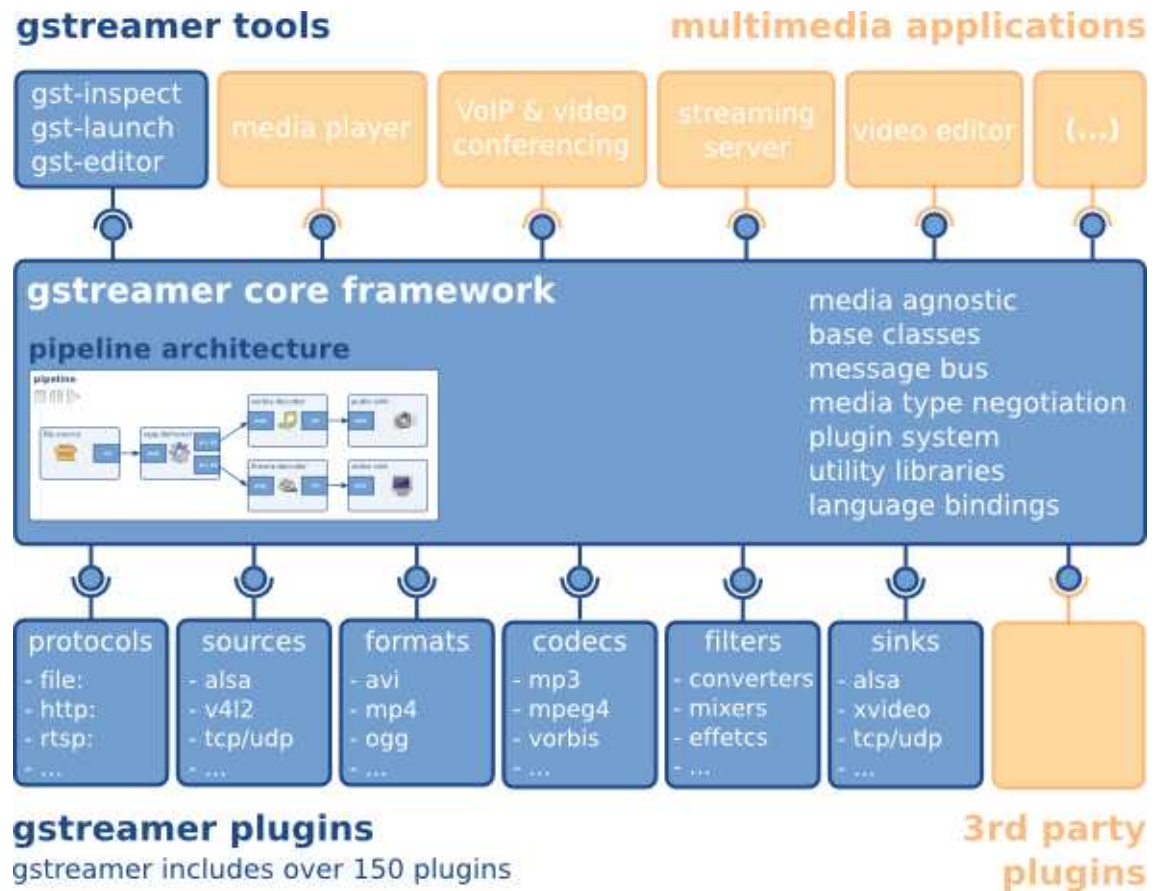 gstreamer tools
multimedia applications
gst-inspect
gst-launch
gst-editor
media player
VoIP & video
conferencing
streaming
server
video editor
(...)
gstreamer core framework
pipeline architecture
pipeline
media agnostic
base classes
message bus
media type negotiation
plugin system
utility libraries
language bindings
protocols
- file:
- http:
- rtsp:
- ...
sources
- alsa
- v4l2
- tcp/udp
- ...
formats
- avi
- mp4
- ogg
- ...
codecs
- mp3
- mpeg4
- vorbis
- ...
filters
- converters
- mixers
- effetcs
- ...
sinks
- alsa
- xvideo
- tcp/udp
- ...
gstreamer plugins
gstreamer includes over 150 plugins
3rd party
plugins